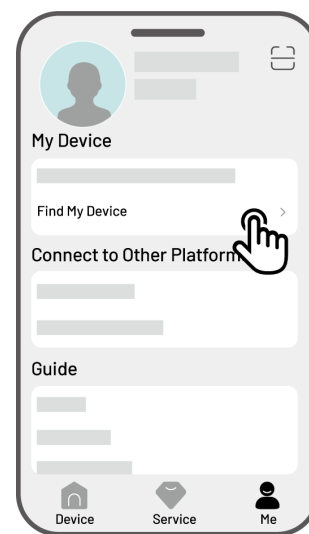 My Device
Find My Device
Connect to Other Platform
Guide
Device
Service
Me